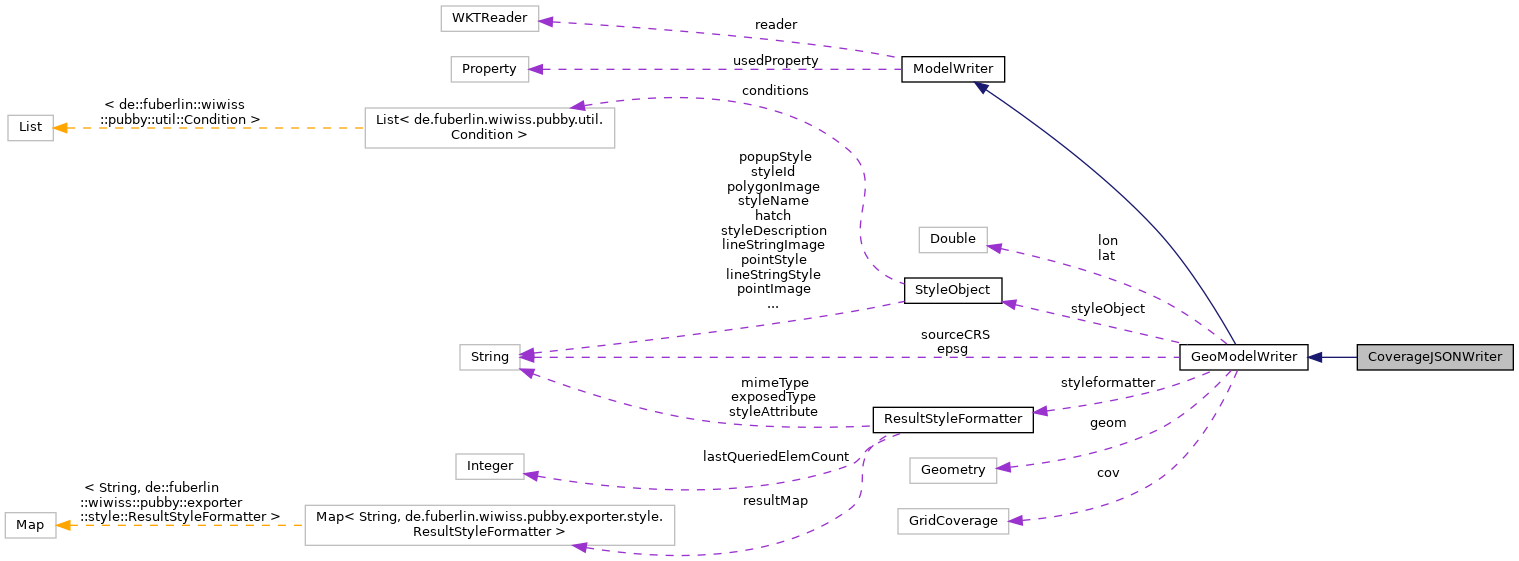 WKTReader
reader
ModelWriter
usedProperty
Property
conditions
< de::fuberlin::wiwiss
::pubby::util::Condition >
List
List< de.fuberlin.wiwiss.pubby.util.
Condition >
popupStyle
styleId
polygonImage
styleName
hatch
styleDescription
lineStringImage
pointStyle
lineStringStyle
pointImage
...
Double
lon
lat
StyleObject
styleObject
String
sourceCRS
epsg
GeoModelWriter
CoverageJSONWriter
mimeType
exposedType
styleAttribute
styleformatter
ResultStyleFormatter
geom
Integer
lastQueriedElemCount
Geometry
cov
< String, de::fuberlin
::wiwiss::pubby::exporter
::style::ResultStyleFormatter >
Map
Map< String, de.fuberlin.wiwiss.pubby.exporter.style.
ResultStyleFormatter >
resultMap
GridCoverage